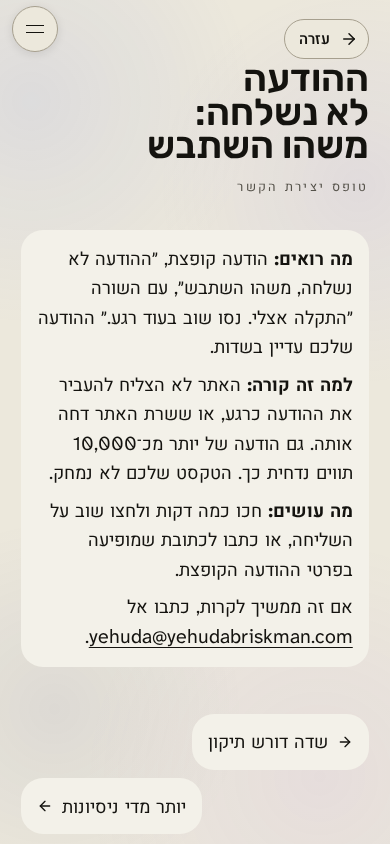 עזרה
ההודעה
לא נשלחה:
משהו השתבש
טופס יצירת הקשר
מה רואים: הודעה קופצת, "ההודעה לא
נשלחה, משהו השתבש", עם השורה
"התקלה אצלי. נסו שוב בעוד רגע." ההודעה
שלכם עדיין בשדות.
למה זה קורה: האתר לא הצליח להעביר
את ההודעה כרגע, או ששרת האתר דחה
אותה. גם הודעה של יותר מכ־10,000
תווים נדחית כך. הטקסט שלכם לא נמחק.
מה עושים: חכו כמה דקות ולחצו שוב על
השליחה, או כתבו לכתובת שמופיעה
בפרטי ההודעה הקופצת.
אם זה ממשיך לקרות, כתבו אל
yehuda@yehudabriskman.com.
שדה דורש תיקון
יותר מדי ניסיונות